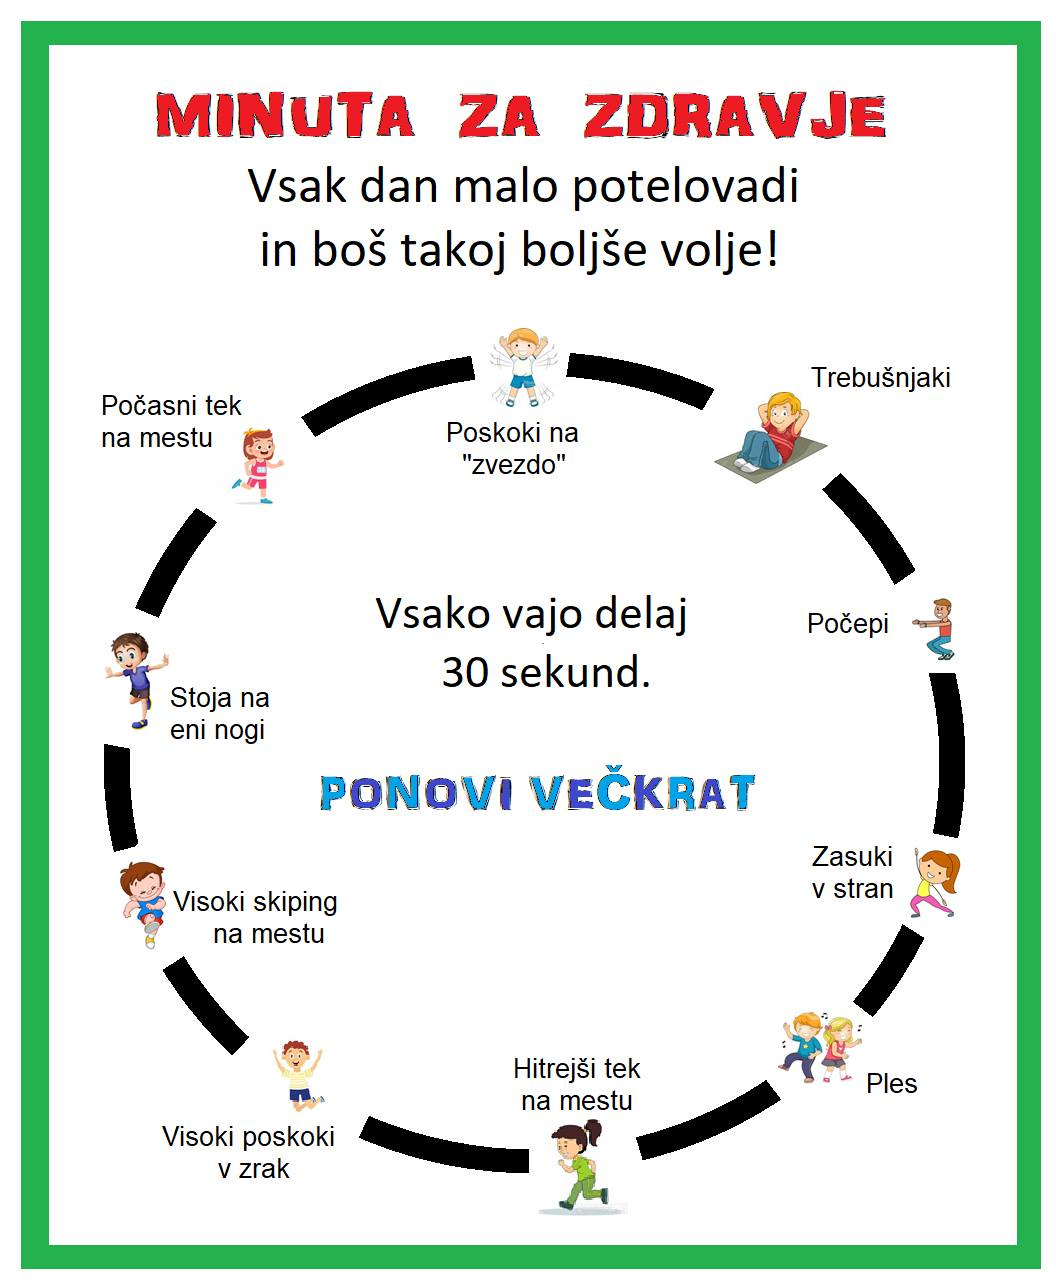 MINUTA ZA ZDRAVJE
Vsak dan malo potelovadi
in boš takoj boljše volje!
Poskoki na
"zvezdo"
Trebušnjaki
Počepi
Zasuki
v stran
Ples
Hitrejši tek
na mestu
Visoki poskoki
v zrak
Visoki skiping
na mestu
Stoja na
eni nogi
Počasni tek
na mestu
Vsako vajo delaj
30 sekund.
PONOVI VEČKRAT